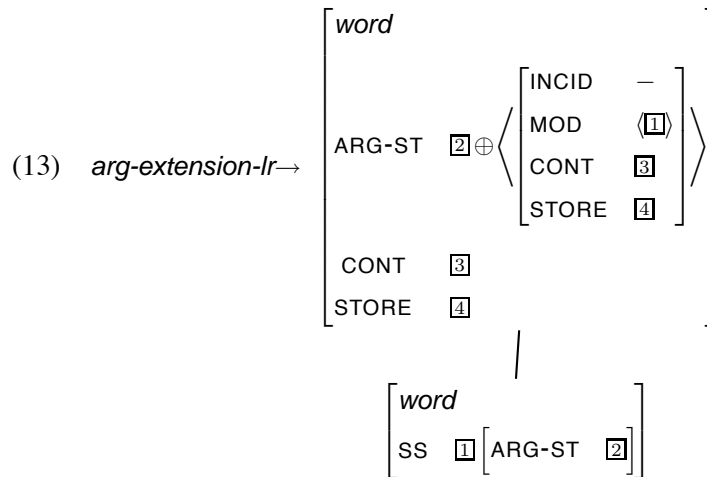 word
INCID −
MOD ⟨1⟩
(13) arg-extension-lr→ ARG-ST 2⊕
CONT 3
STORE 4
CONT 3
STORE 4
word
SS 1 [ARG-ST 2]